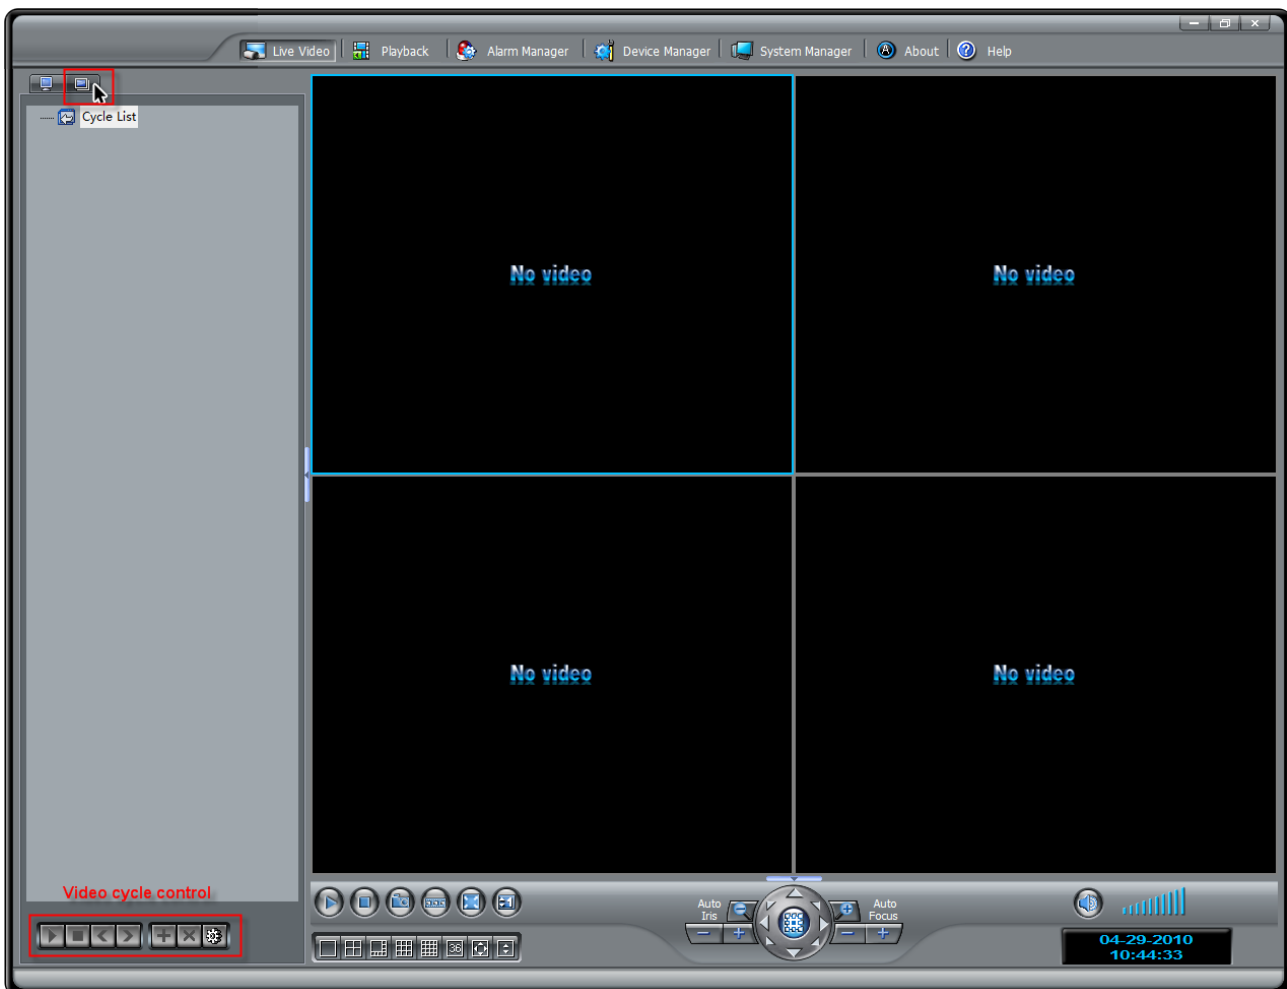 Live Video
Playback
Alarm Manager
Device Manager
System Manager
About
Help
Cycle List
No video
No video
No video
No video
Video cycle control
Auto
Iris
Auto
Focus
36
04-29-2010
10:44:33